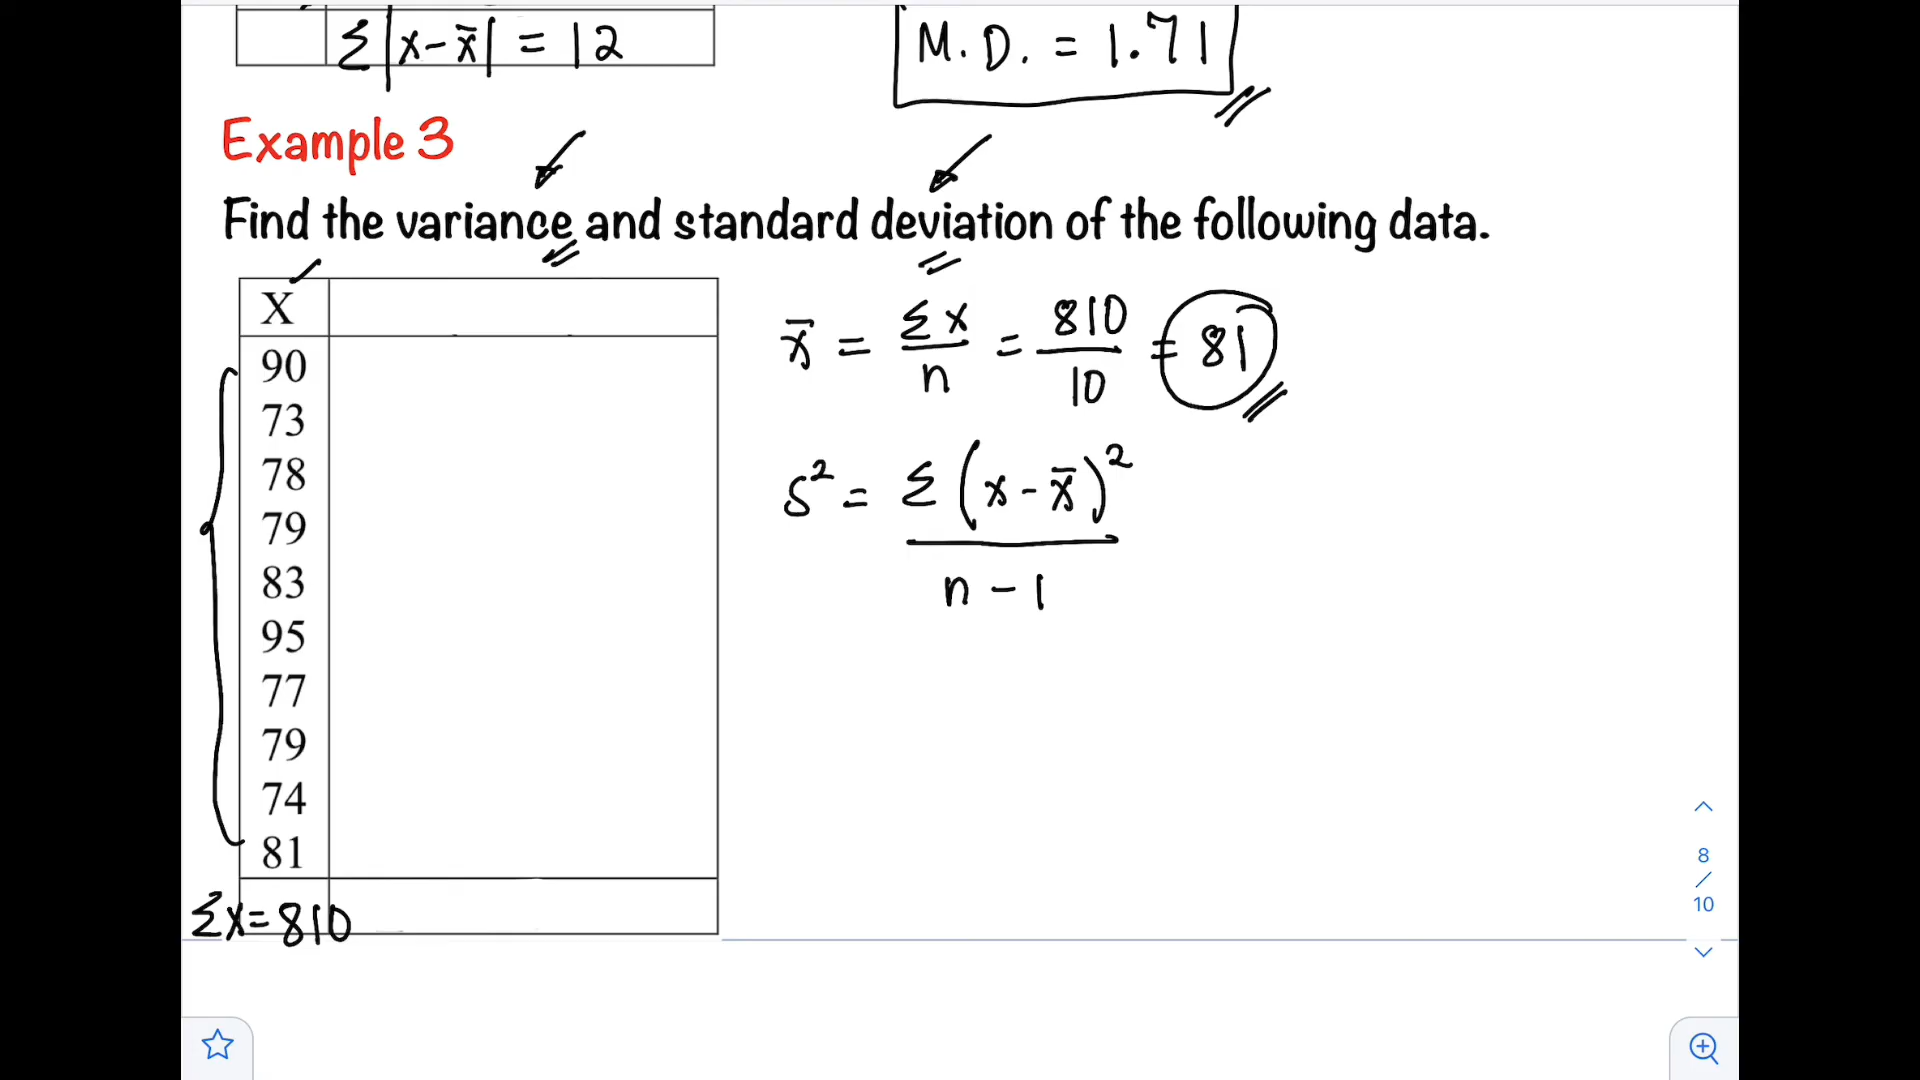 Σ|x-x̄| = 12
M.D. = 1.71
Example 3
Find the variance and standard deviation of the following data.
X
90
73
78
79
83
95
77
79
74
81
Σx=810
x̄ = Σx/n = 810/10 = 81
s² = Σ(x-x̄)²/n-1
8
/
10